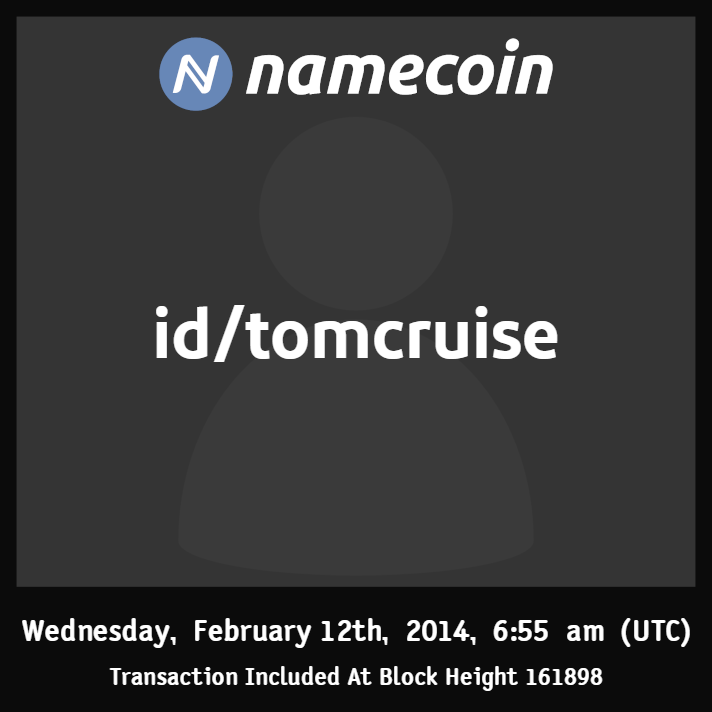 namecoin
id/tomcruise
Wednesday, February 12th, 2014, 6:55 am (UTC)
Transaction Included At Block Height 161898